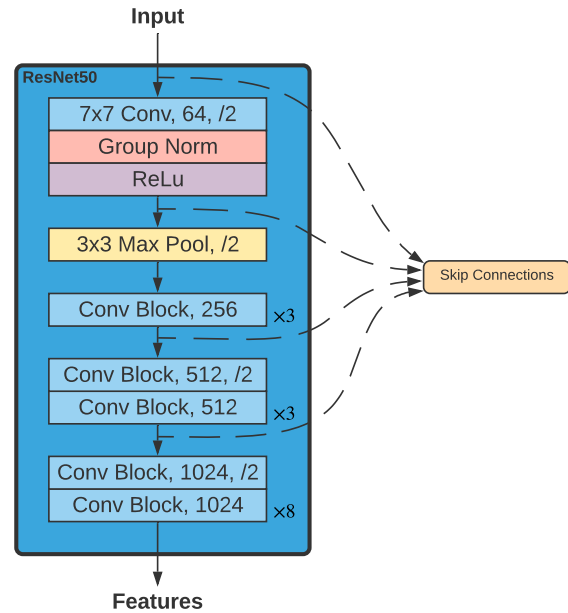 Input
ResNet50
7x7 Conv, 64, /2
Group Norm
ReLu
3x3 Max Pool, /2
Skip Connections
Conv Block, 256
×3
Conv Block, 512, /2
Conv Block, 512
×3
Conv Block, 1024, /2
Conv Block, 1024
×8
Features